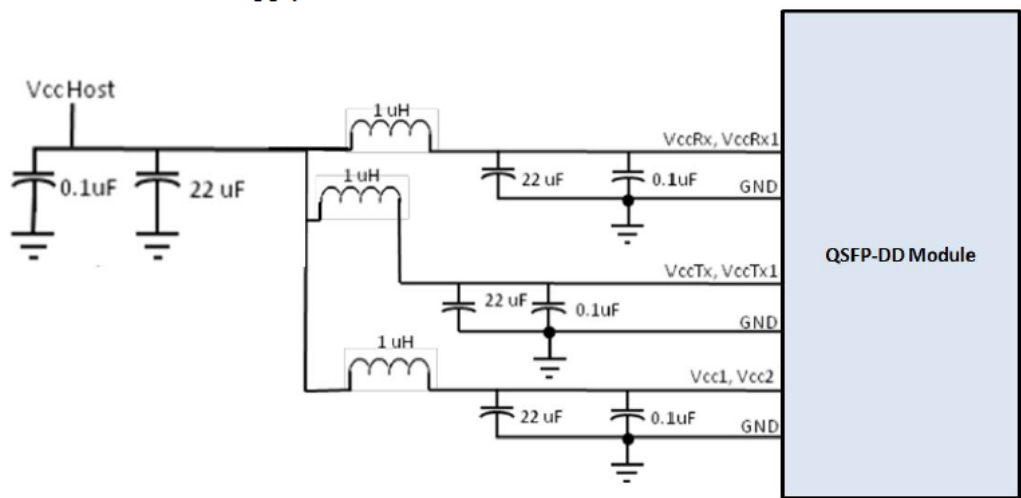 VccHost
0.1uF
22 uF
1 uH
VccRx, VccRx1
22 uF
0.1uF
GND
1 uH
VccTx, VccTx1
22 uF
0.1uF
GND
1 uH
Vcc1, Vcc2
22 uF
0.1uF
GND
QSFP-DD Module